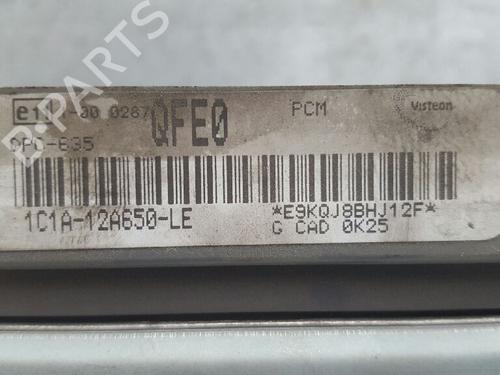 e11 -00 0287 QFE0 PCM Visteon
DPC-635
1C1A-12A650-LE *E9KQJ8BHJ12F*
G CAD 0K25
B-PARTS